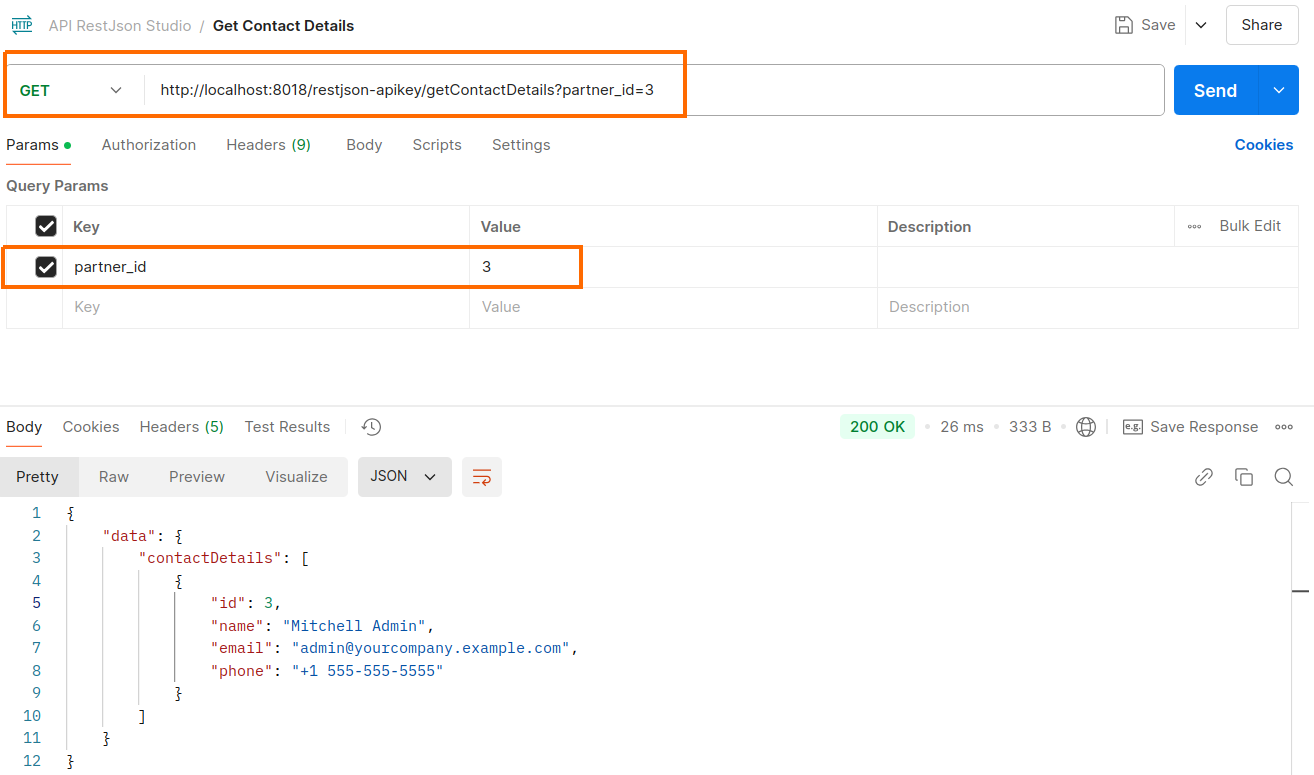 HTTP API RestJson Studio / Get Contact Details Save Share
GET http://localhost:8018/restjson-apikey/getContactDetails?partner_id=3 Send
Params Authorization Headers (9) Body Scripts Settings Cookies
Query Params
Key Value Description Bulk Edit
partner_id 3
Key Value Description
Body Cookies Headers (5) Test Results 200 OK 26 ms 333 B e.g. Save Response
Pretty Raw Preview Visualize JSON
1 {
2 "data": {
3 "contactDetails": [
4 {
5 "id": 3,
6 "name": "Mitchell Admin",
7 "email": "admin@yourcompany.example.com",
8 "phone": "+1 555-555-5555"
9 }
10 ]
11 }
12 }